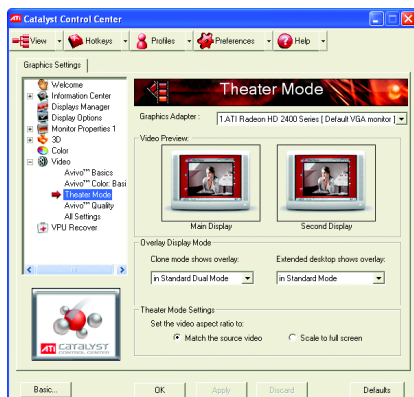 ATI Catalyst Control Center
View Hotkeys Profiles Preferences Help
Graphics Settings
Welcome
Information Center
Displays Manager
Display Options
Monitor Properties 1
3D
Color
Video
Avivo™ Basics
Avivo™ Color: Basi
Theater Mode
Avivo™ Quality
All Settings
VPU Recover
ATI CATALYST
CONTROL CENTER
Theater Mode
Graphics Adapter :
1.ATI Radeon HD 2400 Series [ Default VGA monitor ]
Video Preview:
Main Display
Second Display
Overlay Display Mode
Clone mode shows overlay:
Extended desktop shows overlay:
in Standard Dual Mode
in Standard Mode
Theater Mode Settings
Set the video aspect ratio to:
Match the source video
Scale to full screen
Basic...
OK
Apply
Discard
Defaults